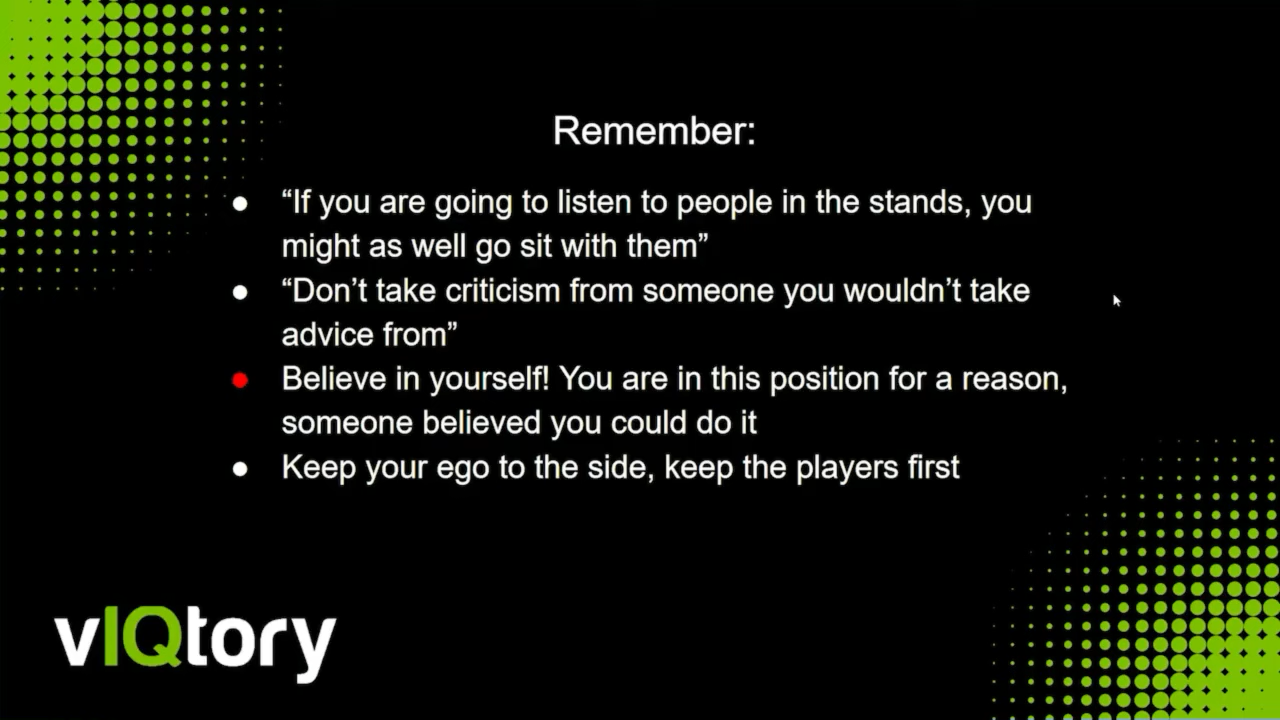 Remember:
● “If you are going to listen to people in the stands, you
might as well go sit with them”
● “Don’t take criticism from someone you wouldn’t take
advice from”
● Believe in yourself! You are in this position for a reason,
someone believed you could do it
● Keep your ego to the side, keep the players first
vIQtory